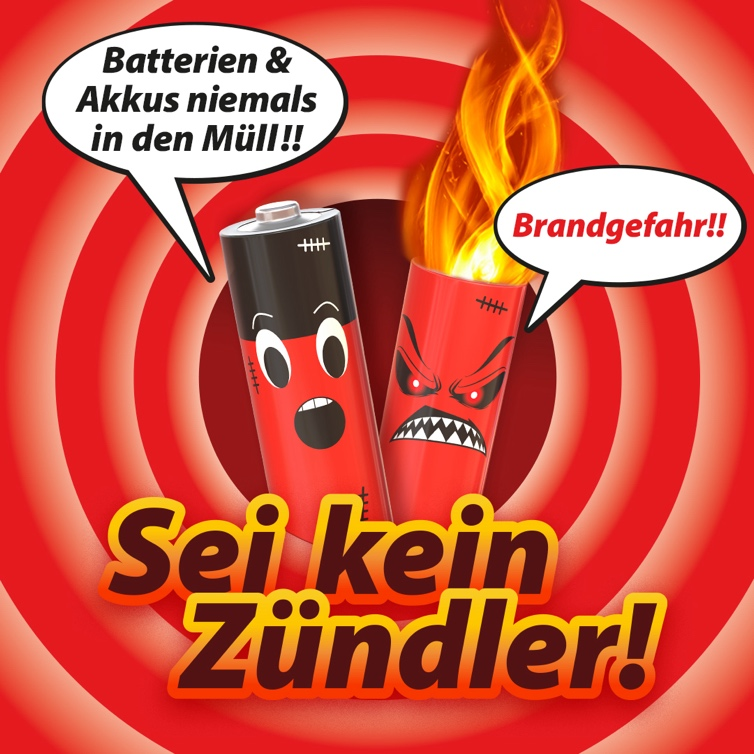 Batterien &
Akkus niemals
in den Müll!!
Brandgefahr!!
Sei kein
Zündler!